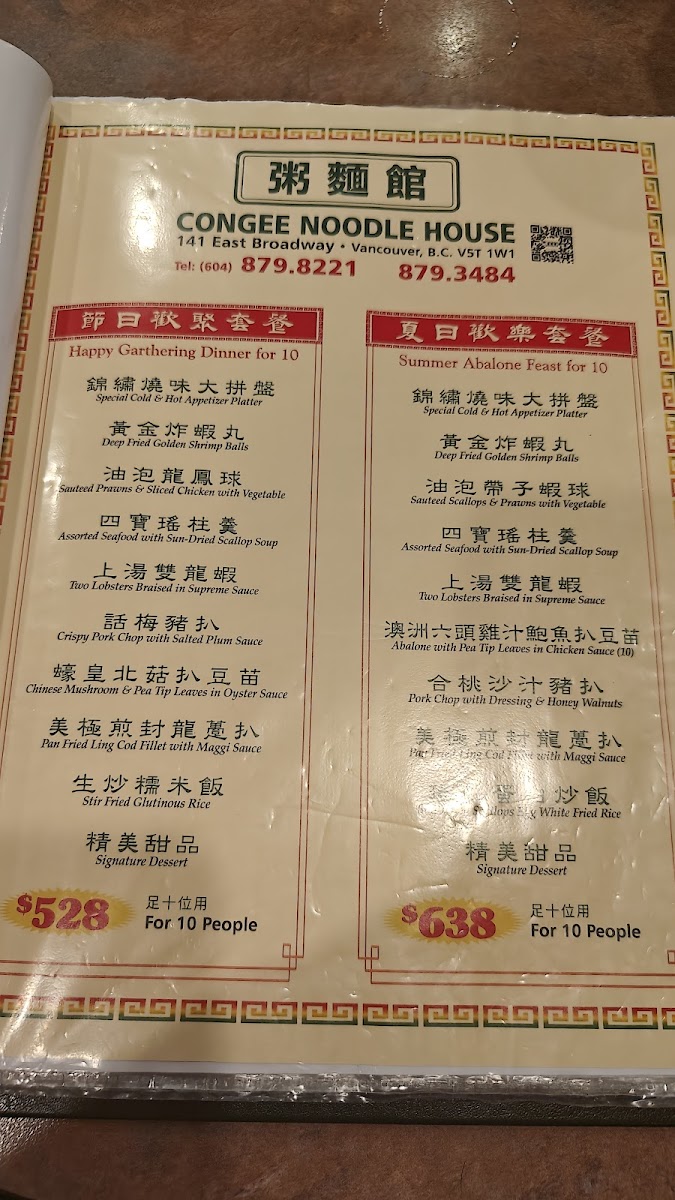 粥麵館
CONGEE NOODLE HOUSE
141 East Broadway • Vancouver, B.C. V5T 1W1
Tel: (604) 879.8221 879.3484
節日歡聚套餐
Happy Garthering Dinner for 10
錦繡燒味大拼盤
Special Cold & Hot Appetizer Platter
黃金炸蝦丸
Deep Fried Golden Shrimp Balls
油泡龍鳳球
Sauteed Prawns & Sliced Chicken with Vegetable
四寶瑤柱羹
Assorted Seafood with Sun-Dried Scallop Soup
上湯雙龍蝦
Two Lobsters Braised in Supreme Sauce
話梅豬扒
Crispy Pork Chop with Salted Plum Sauce
蠔皇北菇扒豆苗
Chinese Mushroom & Pea Tip Leaves in Oyster Sauce
美極煎封龍躉扒
Pan Fried Ling Cod Fillet with Maggi Sauce
生炒糯米飯
Stir Fried Glutinous Rice
精美甜品
Signature Dessert
$528
足十位用
For 10 People
夏日歡樂套餐
Summer Abalone Feast for 10
錦繡燒味大拼盤
Special Cold & Hot Appetizer Platter
黃金炸蝦丸
Deep Fried Golden Shrimp Balls
油泡帶子蝦球
Sauteed Scallops & Prawns with Vegetable
四寶瑤柱羹
Assorted Seafood with Sun-Dried Scallop Soup
上湯雙龍蝦
Two Lobsters Braised in Supreme Sauce
澳洲六頭雞汁鮑魚扒豆苗
Abalone with Pea Tip Leaves in Chicken Sauce (10)
合桃沙汁豬扒
Pork Chop with Dressing & Honey Walnuts
美極煎封龍躉扒
Pan Fried Ling Cod Fillet with Maggi Sauce
蛋白炒飯
Egg White Fried Rice
精美甜品
Signature Dessert
$638
足十位用
For 10 People